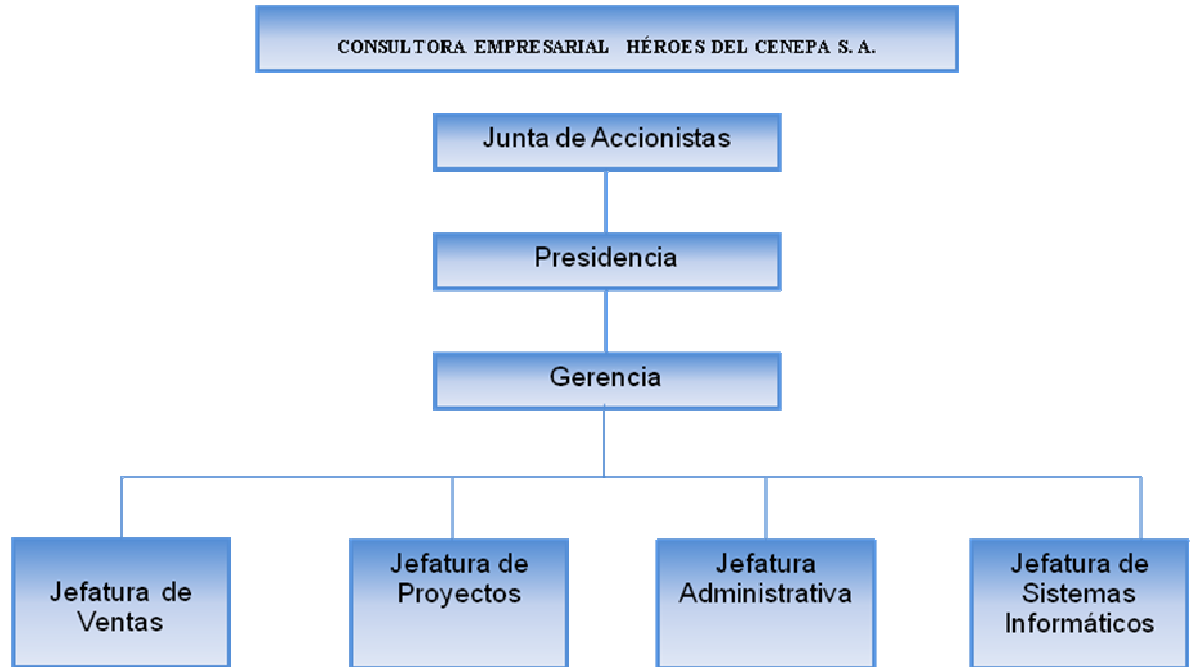 CONSULTORA EMPRESARIAL HÉROES DEL CENEPA S. A.
Junta de Accionistas
Presidencia
Gerencia
Jefatura de
Ventas
Jefatura de
Proyectos
Jefatura
Administrativa
Jefatura de
Sistemas
Informáticos